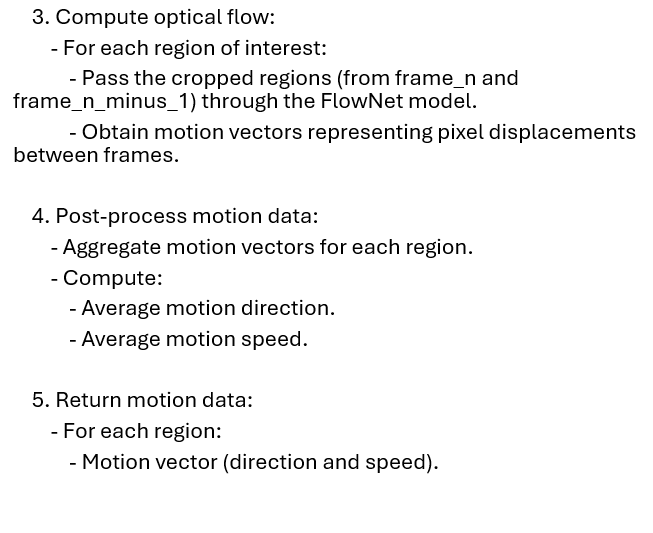 3. Compute optical flow:
- For each region of interest:
- Pass the cropped regions (from frame_n and
frame_n_minus_1) through the FlowNet model.
- Obtain motion vectors representing pixel displacements
between frames.
4. Post-process motion data:
- Aggregate motion vectors for each region.
- Compute:
- Average motion direction.
- Average motion speed.
5. Return motion data:
- For each region:
- Motion vector (direction and speed).